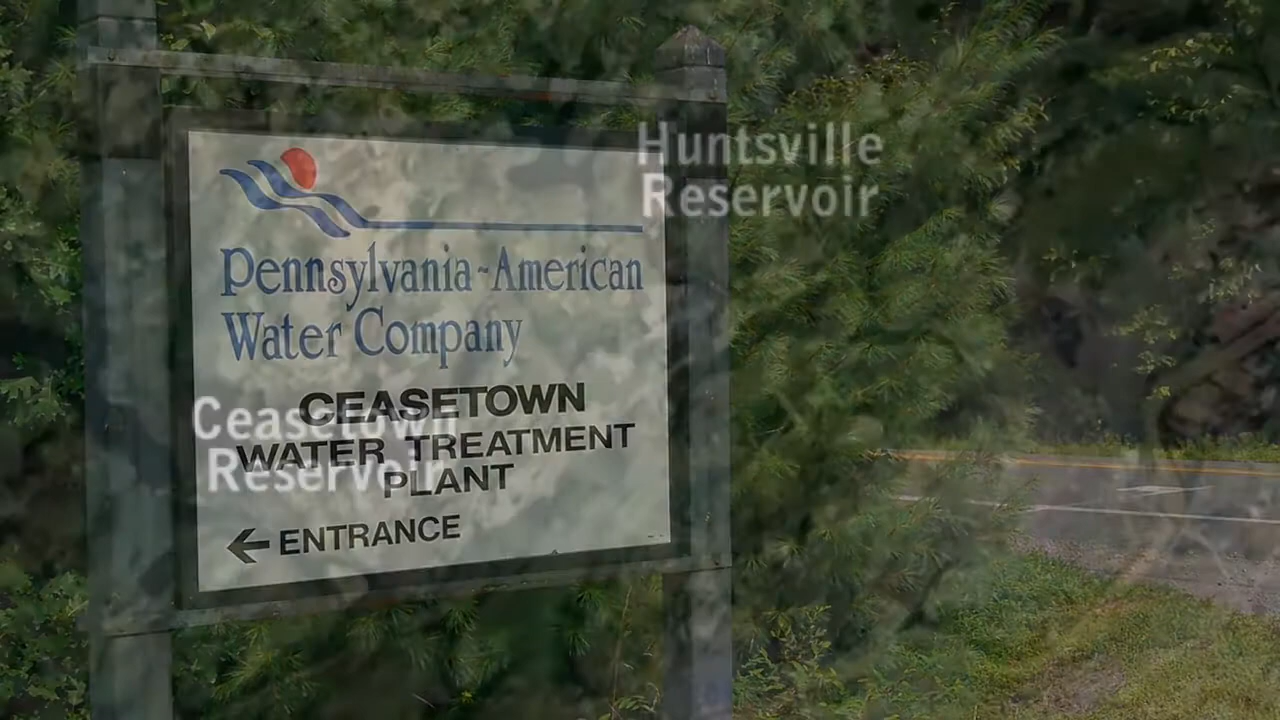 Huntsville
Reservoir
Pennsylvania-American
Water Company
CEASETOWN
WATER TREATMENT
PLANT
← ENTRANCE
Ceasetown
Reservoir